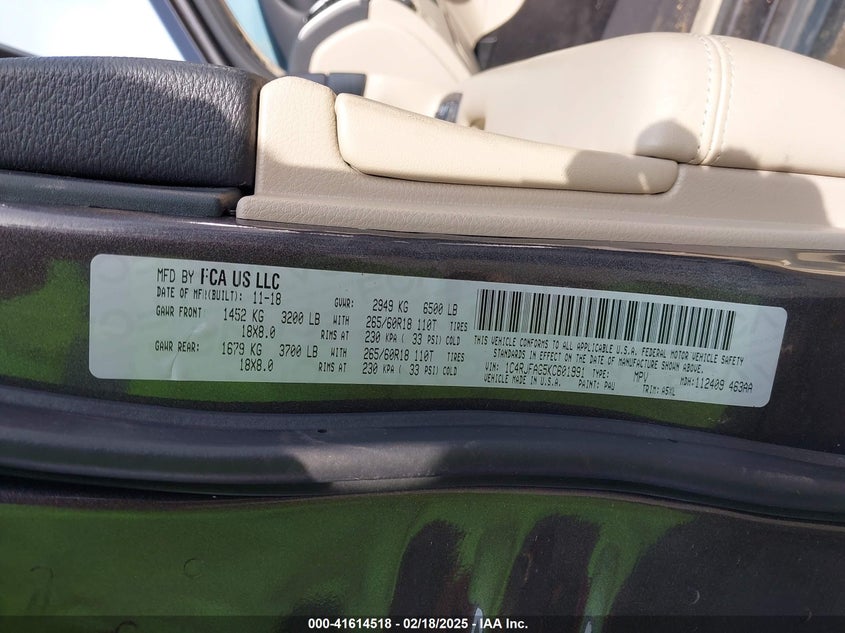 MFD BY FCA US LLC
DATE OF MFR(BUILT): 11-18 GVWR: 2949 KG 6500 LB
GAWR FRONT 1452 KG 3200 LB WITH 265/60R18 110T TIRES
18X8.0 RIMS AT 230 KPA ( 33 PSI) COLD
GAWR REAR: 1679 KG 3700 LB WITH 265/60R18 110T TIRES
18X8.0 RIMS AT 230 KPA ( 33 PSI) COLD
THIS VEHICLE CONFORMS TO ALL APPLICABLE U.S.A. FEDERAL MOTOR VEHICLE SAFETY
STANDARDS IN EFFECT ON THE DATE OF MANUFACTURE SHOWN ABOVE.
VIN: 1C4RJFAG5KC601991 TYPE: MPV MDH:112409 463AA
VEHICLE MADE IN U.S.A. PAINT: PAU TRIM: A5XL
000-41614518 - 02/18/2025 - IAA Inc.